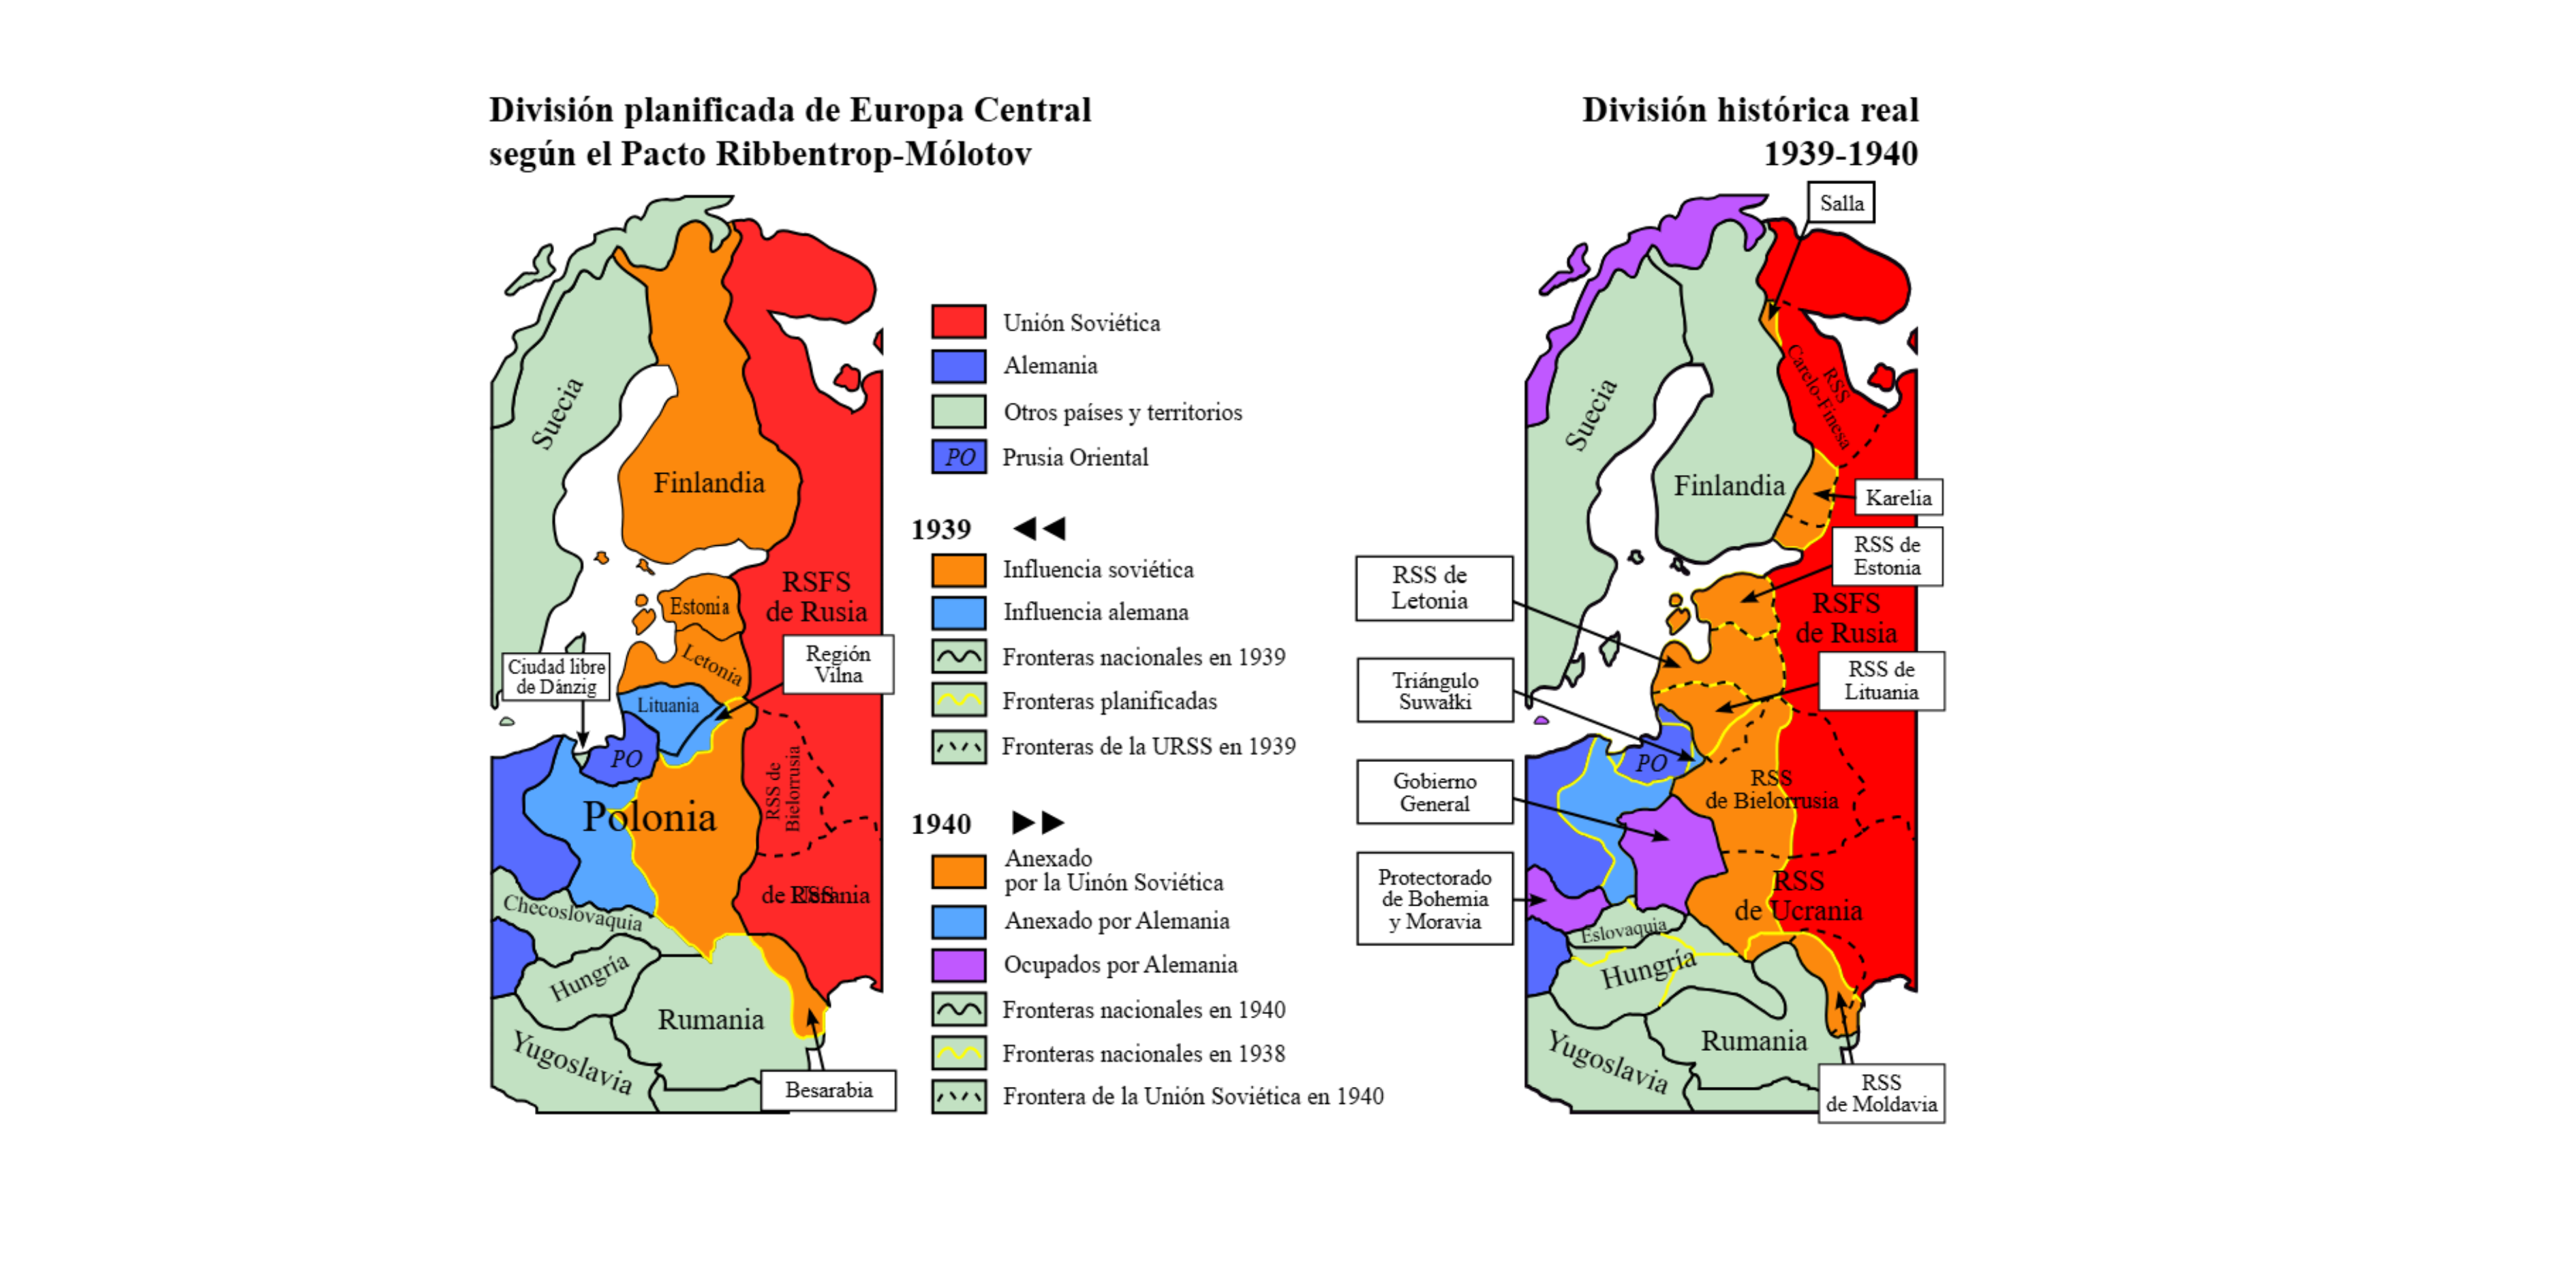 División planificada de Europa Central
según el Pacto Ribbentrop-Mólotov
Suecia
Finlandia
Estonia
RSFS
de Rusia
Letonia
Región
Vilna
Ciudad libre
de Dánzig
Lituania
PO
Polonia
RSS de
Bielorrusia
de
Checoslovaquia
Hungría
Rumania
Yugoslavia
Besarabia
Unión Soviética
Alemania
Otros países y territorios
PO Prusia Oriental
1939
Influencia soviética
Influencia alemana
Fronteras nacionales en 1939
Fronteras planificadas
Fronteras de la URSS en 1939
1940
Anexado
por la Uinón Soviética
Anexado por Alemania
Ocupados por Alemania
Fronteras nacionales en 1940
Fronteras nacionales en 1938
Frontera de la Unión Soviética en 1940
División histórica real
1939-1940
Salla
RSS
Carelo-Finesa
Suecia
Finlandia
Karelia
RSS de
Estonia
RSS de
Letonia
RSFS
de Rusia
RSS de
Lituania
Triángulo
Suwałki
PO
Gobierno
General
RSS
de Bielorrusia
Protectorado
de Bohemia
y Moravia
RSS
de Ucrania
Eslovaquia
Hungría
Rumania
Yugoslavia
RSS
de Moldavia